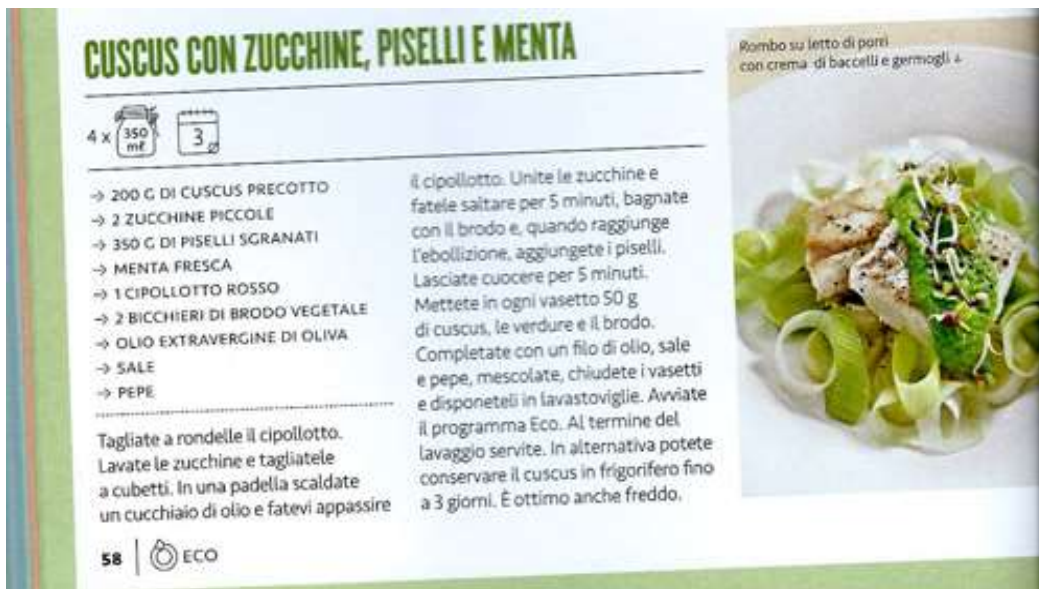 CUSCUS CON ZUCCHINE, PISELLI E MENTA
4 x 350 ml
3
→ 200 G DI CUSCUS PRECOTTO
→ 2 ZUCCHINE PICCOLE
→ 350 G DI PISELLI SGRANATI
→ MENTA FRESCA
→ 1 CIPOLLOTTO ROSSO
→ 2 BICCHIERI DI BRODO VEGETALE
→ OLIO EXTRAVERGINE DI OLIVA
→ SALE
→ PEPE
Tagliate a rondelle il cipollotto.
Lavate le zucchine e tagliatele
a cubetti. In una padella scaldate
un cucchiaio di olio e fatevi appassire
il cipollotto. Unite le zucchine e
fatele saltare per 5 minuti, bagnate
con il brodo e, quando raggiunge
l'ebollizione, aggiungete i piselli.
Lasciate cuocere per 5 minuti.
Mettete in ogni vasetto 50 g
di cuscus, le verdure e il brodo.
Completate con un filo di olio, sale
e pepe, mescolate, chiudete i vasetti
e disponeteli in lavastoviglie. Avviate
il programma Eco. Al termine del
lavaggio servite. In alternativa potete
conservare il cuscus in frigorifero fino
a 3 giorni. È ottimo anche freddo.
Rombo su letto di porri
con crema di baccelli e germogli ↓
58 | ECO